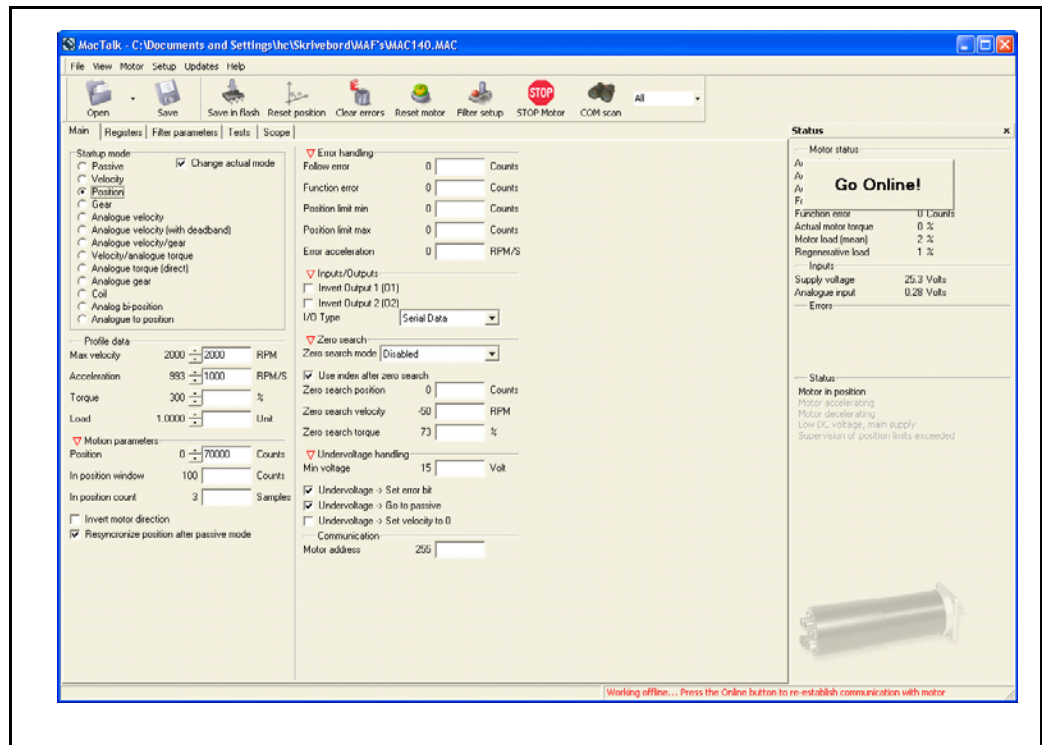 MacTalk - C:\Documents and Settings\hc\Skrivebord\MAF's\MAC140.MAC
File View Motor Setup Updates Help
Open Save Save in flash Reset position Clear errors Reset motor Filter setup STOP Motor COM scan All
STOP
Main Registers Filter parameters Tests Scope
Startup mode
Change actual mode
Passive
Velocity
Position
Gear
Analogue velocity
Analogue velocity (with deadband)
Analogue velocity/gear
Velocity/analogue torque
Analogue torque (direct)
Analogue gear
Coil
Analog bi-position
Analogue to position
Profile data
Max velocity 2000 2000 RPM
Acceleration 993 1000 RPM/S
Torque 300 %
Load 1.0000 Unit
Motion parameters
Position 0 70000 Counts
In position window 100 Counts
In position count 3 Samples
Invert motor direction
Resyncronize position after passive mode
Error handling
Follow error 0 Counts
Function error 0 Counts
Position limit min 0 Counts
Position limit max 0 Counts
Error acceleration 0 RPM/S
Inputs/Outputs
Invert Output 1 (O1)
Invert Output 2 (O2)
I/O Type Serial Data
Zero search
Zero search mode Disabled
Use index after zero search
Zero search position 0 Counts
Zero search velocity -50 RPM
Zero search torque 73 %
Undervoltage handling
Min voltage 15 Volt
Undervoltage -> Set error bit
Undervoltage -> Go to passive
Undervoltage -> Set velocity to 0
Communication
Motor address 255
Status x
Motor status
Go Online!
Function error 0 Counts
Actual motor torque 0 %
Motor load (mean) 2 %
Regenerative load 1 %
Inputs
Supply voltage 25.3 Volts
Analogue input 0.28 Volts
Errors
Status
Motor in position
Motor accelerating
Motor decelerating
Low DC voltage, main supply
Supervision of position limits exceeded
Working offline... Press the Online button to re-establish communication with motor